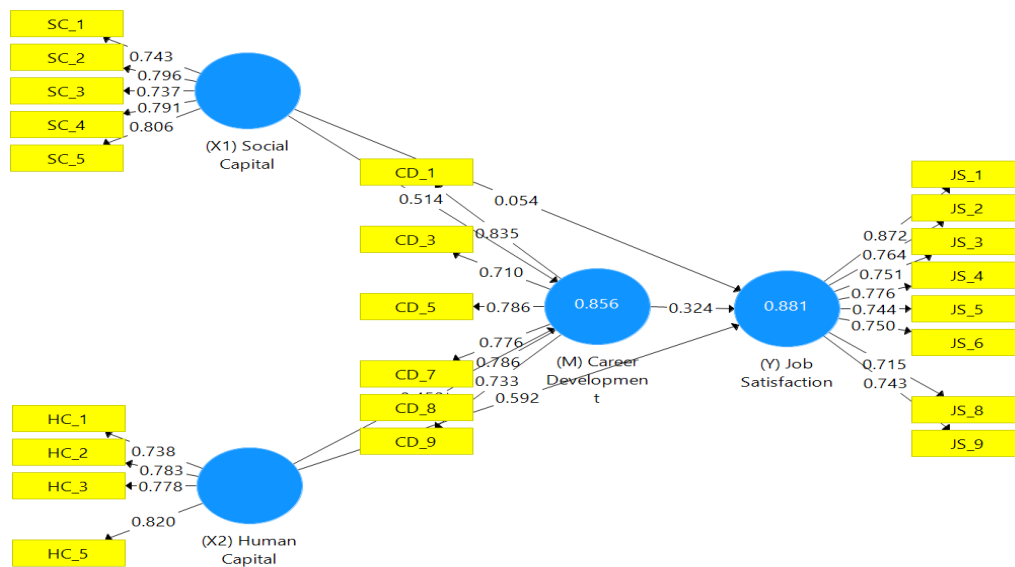 SC_1
SC_2
SC_3
SC_4
SC_5
0.743
0.796
0.737
0.791
0.806
(X1) Social
Capital
CD_1
CD_3
CD_5
CD_7
CD_8
CD_9
0.514
0.054
0.835
0.710
0.786
0.776
0.786
0.733
0.592
0.856
(M) Career
Developmen
t
0.324
0.881
(Y) Job
Satisfaction
JS_1
JS_2
JS_3
JS_4
JS_5
JS_6
JS_8
JS_9
0.872
0.764
0.751
0.776
0.744
0.750
0.715
0.743
HC_1
HC_2
HC_3
HC_5
0.738
0.783
0.778
0.820
(X2) Human
Capital